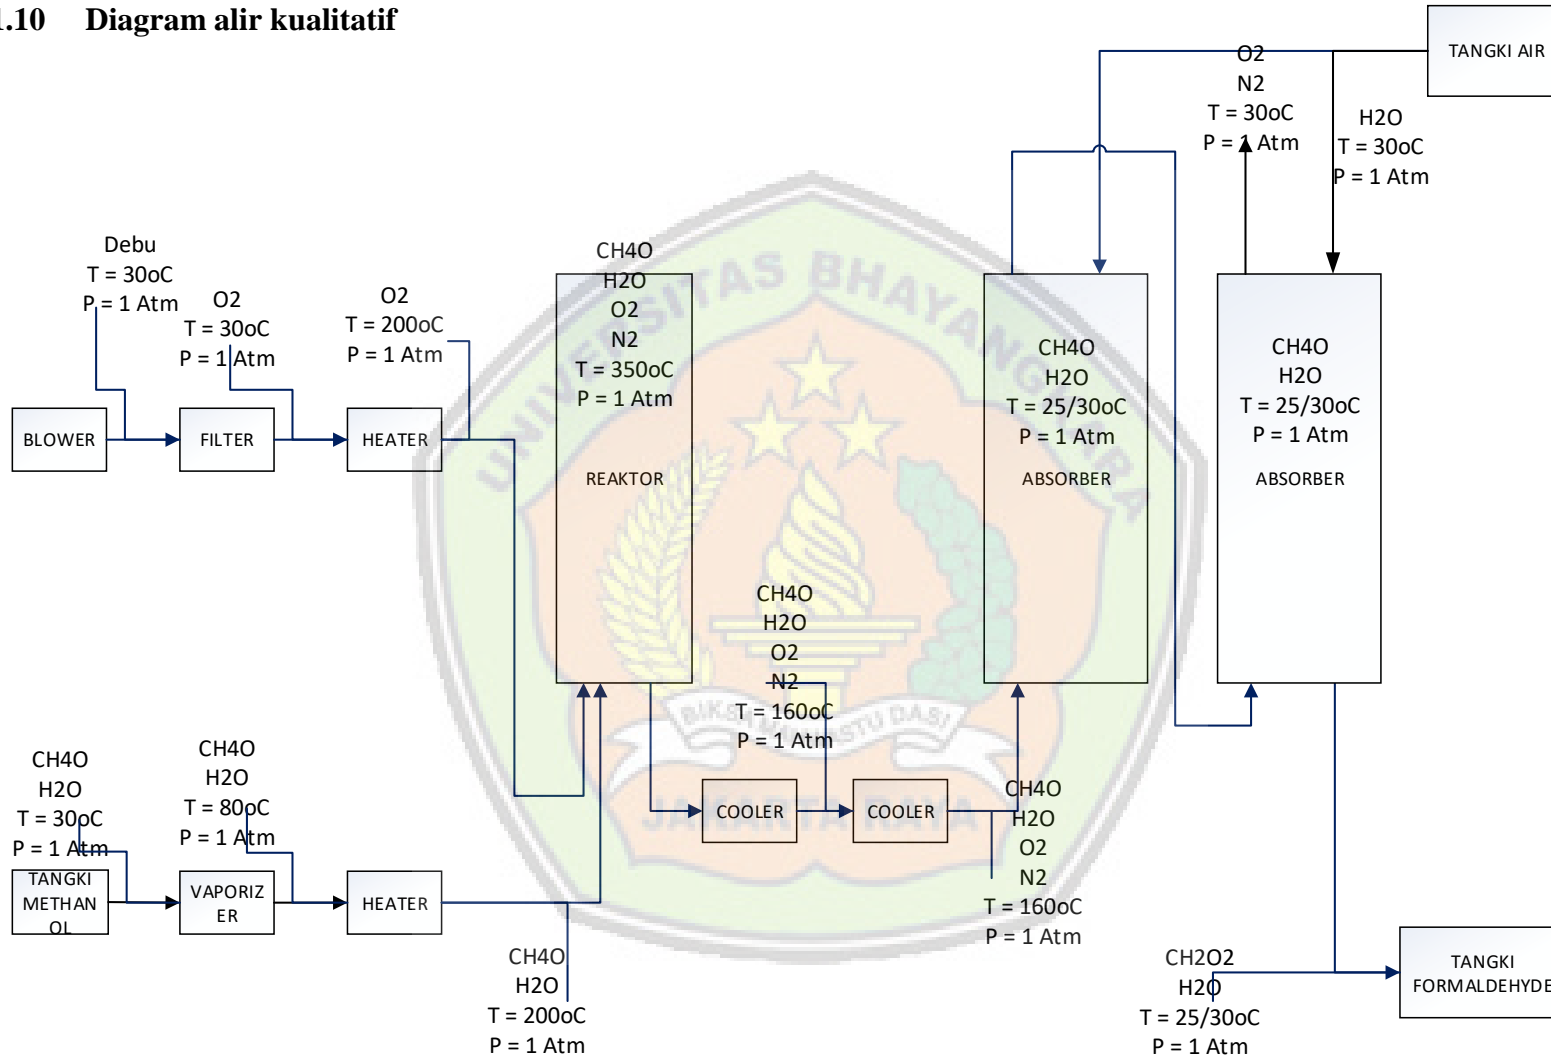 1.10 Diagram alir kualitatif
TANGKI AIR
O2
N2
T = 30oC
P = 1 Atm
H2O
T = 30oC
P = 1 Atm
Debu
T = 30oC
P = 1 Atm
O2
T = 30oC
P = 1 Atm
O2
T = 200oC
P = 1 Atm
CH4O
H2O
O2
N2
T = 350oC
P = 1 Atm
REAKTOR
CH4O
H2O
T = 25/30oC
P = 1 Atm
ABSORBER
CH4O
H2O
T = 25/30oC
P = 1 Atm
ABSORBER
BLOWER
FILTER
HEATER
UNIVERSITAS BHAYANGKARA
CH4O
H2O
O2
N2
T = 160oC
P = 1 Atm
JAKARTA RAYA
CH4O
H2O
T = 30oC
P = 1 Atm
CH4O
H2O
T = 80oC
P = 1 Atm
COOLER
COOLER
CH4O
H2O
O2
N2
T = 160oC
P = 1 Atm
TANGKI
METHAN
OL
VAPORIZ
ER
HEATER
CH4O
H2O
T = 200oC
P = 1 Atm
CH2O2
H2O
T = 25/30oC
P = 1 Atm
TANGKI
FORMALDEHYDE